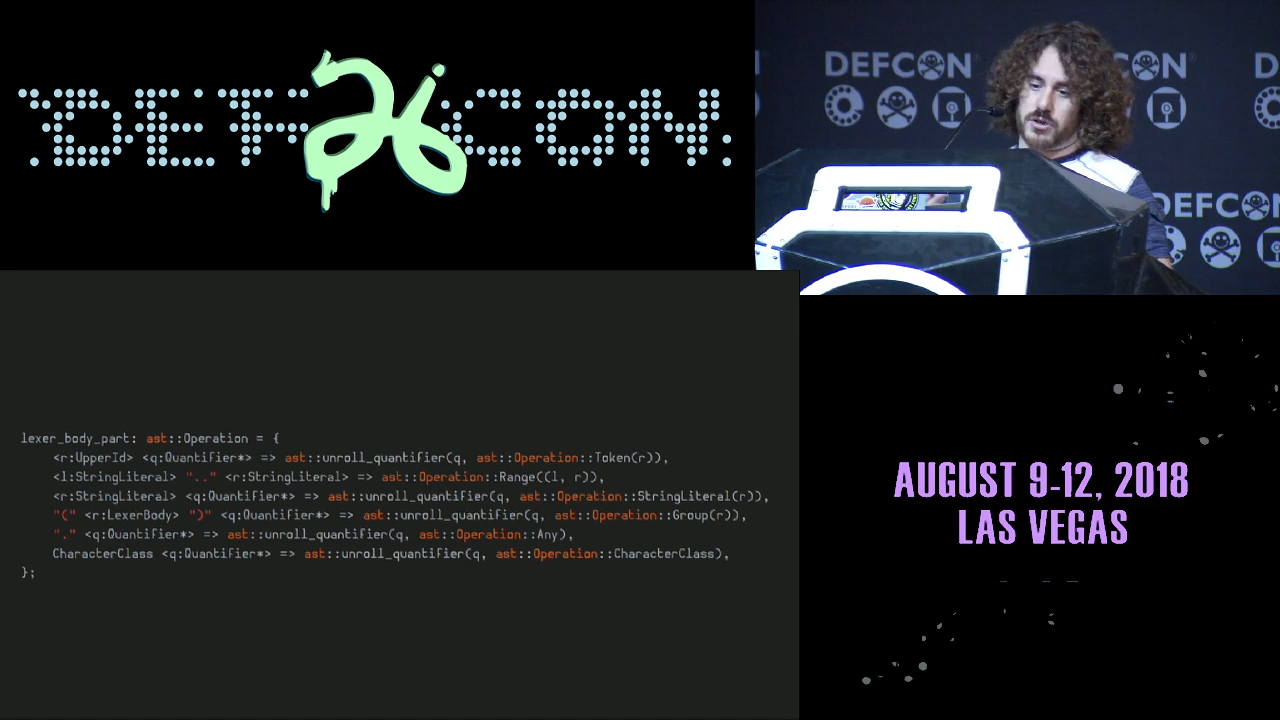 DEF 26 CON
DEFCON
CON
DEFCON
lexer_body_part: ast::Operation = {
<r:UpperId> <q:Quantifier*> => ast::unroll_quantifier(q, ast::Operation::Token(r)),
<l:StringLiteral> ".." <r:StringLiteral> => ast::Operation::Range((l, r)),
<r:StringLiteral> <q:Quantifier*> => ast::unroll_quantifier(q, ast::Operation::StringLiteral(r)),
"(" <r:LexerBody> ")" <q:Quantifier*> => ast::unroll_quantifier(q, ast::Operation::Group(r)),
"." <q:Quantifier*> => ast::unroll_quantifier(q, ast::Operation::Any),
CharacterClass <q:Quantifier*> => ast::unroll_quantifier(q, ast::Operation::CharacterClass),
};
AUGUST 9-12, 2018
LAS VEGAS